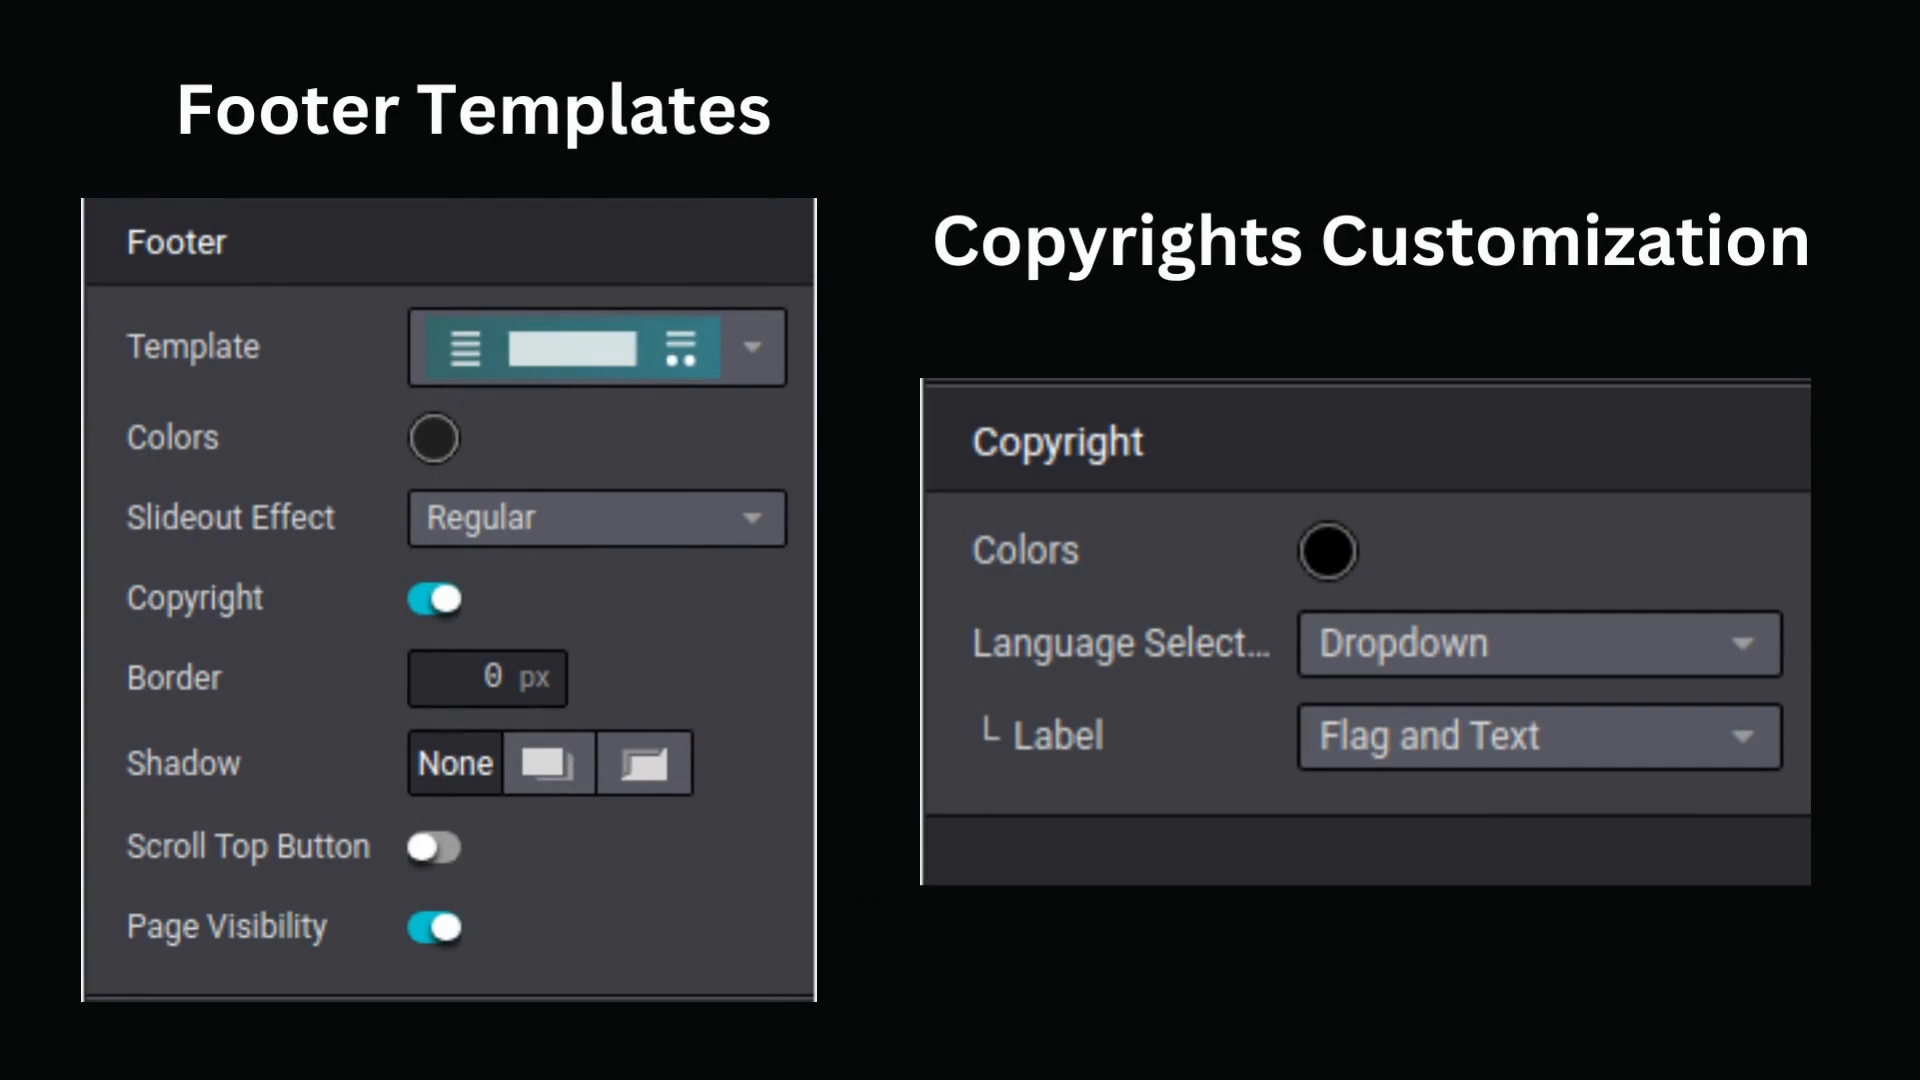 Footer Templates
Footer
Template
Colors
Slideout Effect Regular
Copyright
Border 0 px
Shadow None
Scroll Top Button
Page Visibility
Copyrights Customization
Copyright
Colors
Language Select... Dropdown
Label Flag and Text